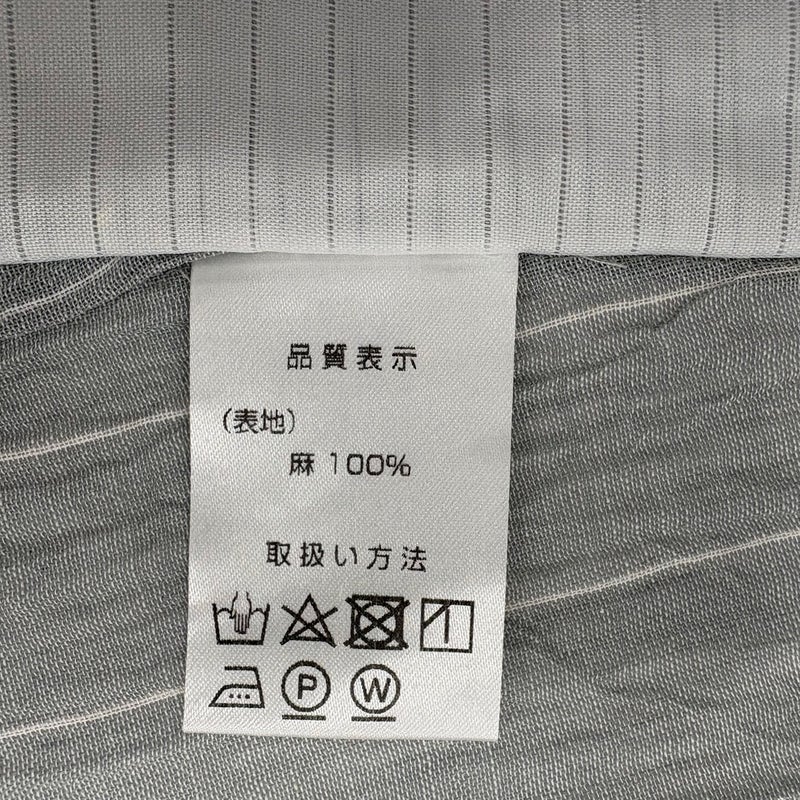 品質表示
(表地)
麻 100%
取扱い方法
P W